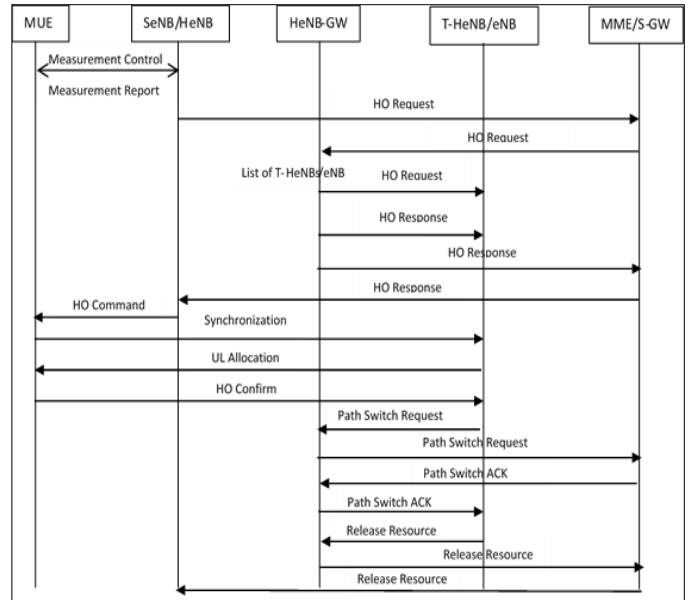 MUE
SeNB/HeNB
HeNB-GW
T-HeNB/eNB
MME/S-GW
Measurement Control
Measurement Report
HO Request
HO Request
List of T- HeNBs/eNB
HO Request
HO Response
HO Response
HO Response
HO Command
Synchronization
UL Allocation
HO Confirm
Path Switch Request
Path Switch Request
Path Switch ACK
Path Switch ACK
Release Resource
Release Resource
Release Resource